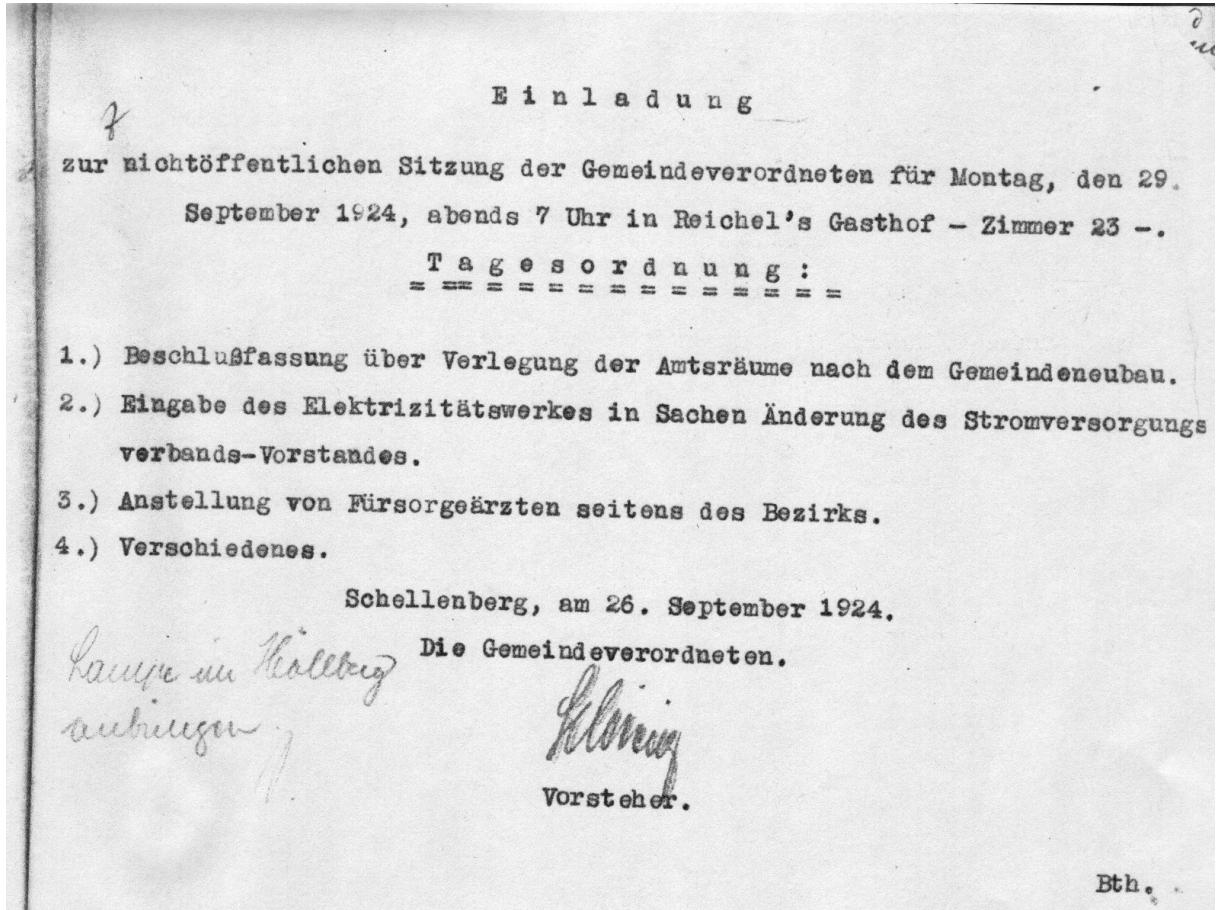 E i n l a d u n g
zur nichtöffentlichen Sitzung der Gemeindeverordneten für Montag, den 29.
September 1924, abends 7 Uhr in Reichel's Gasthof - Zimmer 23 -.
T a g e s o r d n u n g :
= == = = = = = = = = = = =
1.) Beschlußfassung über Verlegung der Amtsräume nach dem Gemeindeneubau.
2.) Eingabe des Elektrizitätswerkes in Sachen Änderung des Stromversorgungs
verbands-Vorstandes.
3.) Anstellung von Fürsorgeärzten seitens des Bezirks.
4.) Verschiedenes.
Schellenberg, am 26. September 1924.
Die Gemeindeverordneten.
Lampe im Höllberg
anbringen
Vorsteher.
Bth.